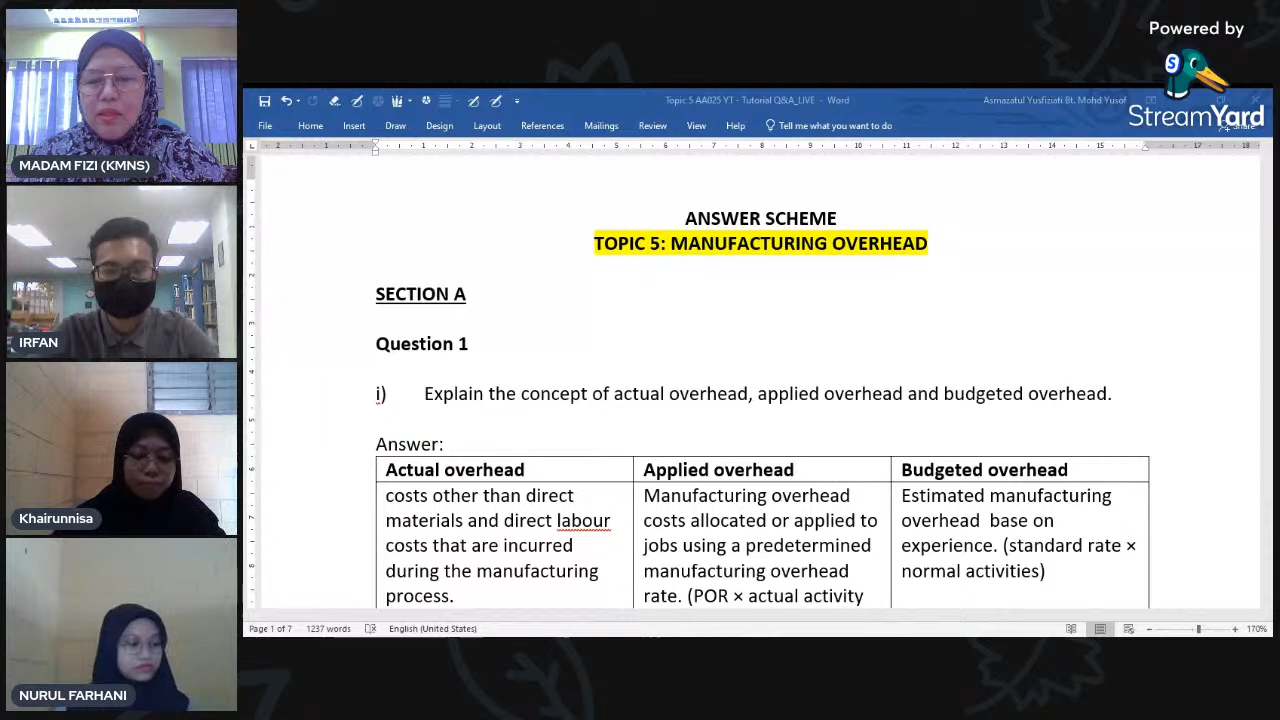 Powered by
StreamYard
MADAM FIZI (KMNS)
IRFAN
Khairunnisa
NURUL FARHANI
Topic 5 AA025 YT - Tutorial Q&A_LIVE - Word
Asmazatul Yusfiziati Bt. Mohd Yusof
File Home Insert Draw Design Layout References Mailings Review View Help Tell me what you want to do
Share
ANSWER SCHEME
TOPIC 5: MANUFACTURING OVERHEAD
SECTION A
Question 1
i) Explain the concept of actual overhead, applied overhead and budgeted overhead.
Answer:
Actual overhead
costs other than direct
materials and direct labour
costs that are incurred
during the manufacturing
process.
Applied overhead
Manufacturing overhead
costs allocated or applied to
jobs using a predetermined
manufacturing overhead
rate. (POR × actual activity
Budgeted overhead
Estimated manufacturing
overhead base on
experience. (standard rate ×
normal activities)
Page 1 of 7 1237 words English (United States) 170%